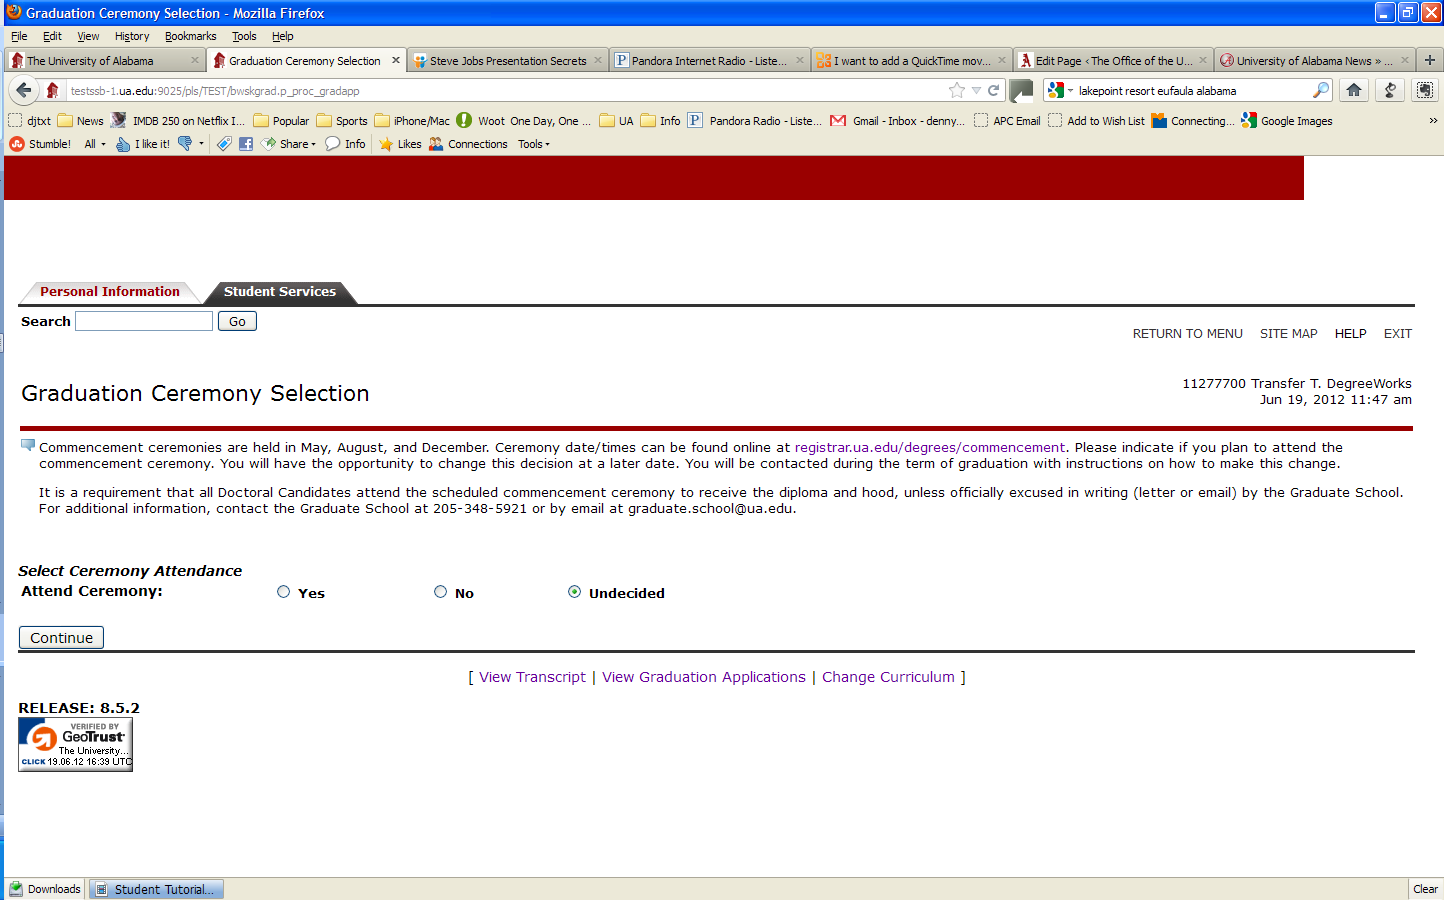 Graduation Ceremony Selection - Mozilla Firefox
File Edit View History Bookmarks Tools Help
The University of Alabama × Graduation Ceremony Selection × Steve Jobs Presentation Secrets × Pandora Internet Radio - Liste... × I want to add a QuickTime mov... × Edit Page ‹ The Office of the U... × University of Alabama News » ... × +
testssb-1.ua.edu:9025/pls/TEST/bwskgrad.p_proc_gradapp lakepoint resort eufaula alabama
djtxt News IMDB 250 on Netflix I... Popular Sports iPhone/Mac Woot One Day, One ... UA Info Pandora Radio - Liste... Gmail - Inbox - denny... APC Email Add to Wish List Connecting... Google Images »
Stumble! All I like it! Share Info Likes Connections Tools
Personal Information Student Services
Search Go
RETURN TO MENU SITE MAP HELP EXIT
Graduation Ceremony Selection
11277700 Transfer T. DegreeWorks
Jun 19, 2012 11:47 am
Commencement ceremonies are held in May, August, and December. Ceremony date/times can be found online at registrar.ua.edu/degrees/commencement. Please indicate if you plan to attend the
commencement ceremony. You will have the opportunity to change this decision at a later date. You will be contacted during the term of graduation with instructions on how to make this change.
It is a requirement that all Doctoral Candidates attend the scheduled commencement ceremony to receive the diploma and hood, unless officially excused in writing (letter or email) by the Graduate School.
For additional information, contact the Graduate School at 205-348-5921 or by email at graduate.school@ua.edu.
Select Ceremony Attendance
Attend Ceremony: Yes No Undecided
Continue
[ View Transcript | View Graduation Applications | Change Curriculum ]
RELEASE: 8.5.2
VERIFIED BY
GeoTrust
The University...
CLICK 19.06.12 16:39 UTC
Downloads Student Tutorial... Clear